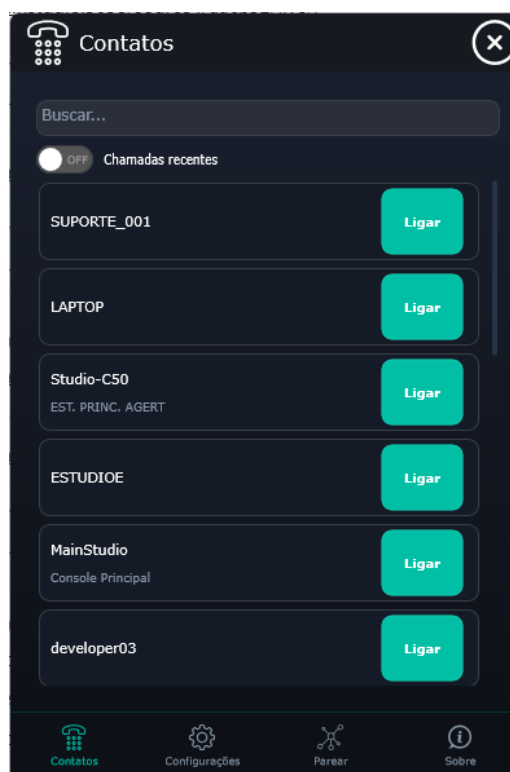 Contatos
Buscar...
OFF Chamadas recentes
SUPORTE_001
Ligar
LAPTOP
Ligar
Studio-C50
EST. PRINC. AGERT
Ligar
ESTUDIOE
Ligar
MainStudio
Console Principal
Ligar
developer03
Ligar
Contatos Configurações Parear Sobre